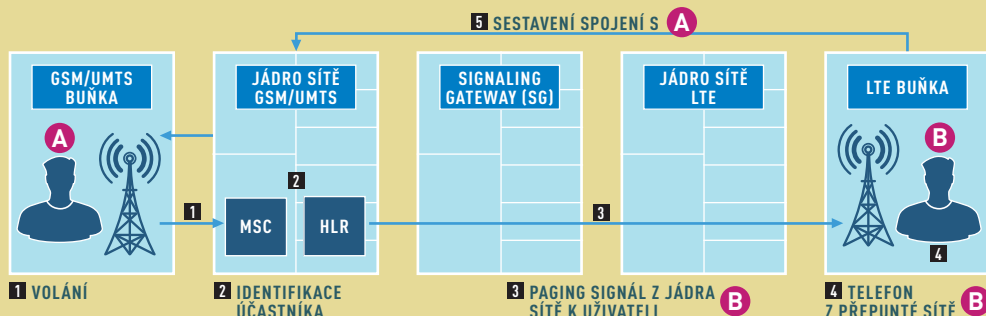 5 SESTAVENÍ SPOJENÍ S A
GSM/UMTS
BUŇKA
JÁDRO SÍTĚ
GSM/UMTS
SIGNALING
GATEWAY (SG)
JÁDRO SÍTĚ
LTE
LTE BUŇKA
A
B
2
1
MSC
HLR
3
4
1 VOLÁNÍ
2 IDENTIFIKACE
ÚČASTNÍKA
3 PAGING SIGNÁL Z JÁDRA
SÍTĚ K UŽIVATELI B
4 TELEFON
Z PŘEPUNTÉ SÍTĚ B